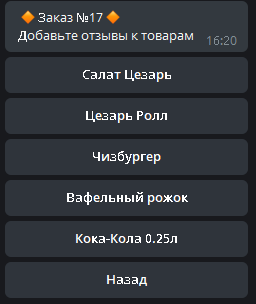 🔶 Заказ №17 🔶
Добавьте отзывы к товарам
16:20
Салат Цезарь
Цезарь Ролл
Чизбургер
Вафельный рожок
Кока-Кола 0.25л
Назад